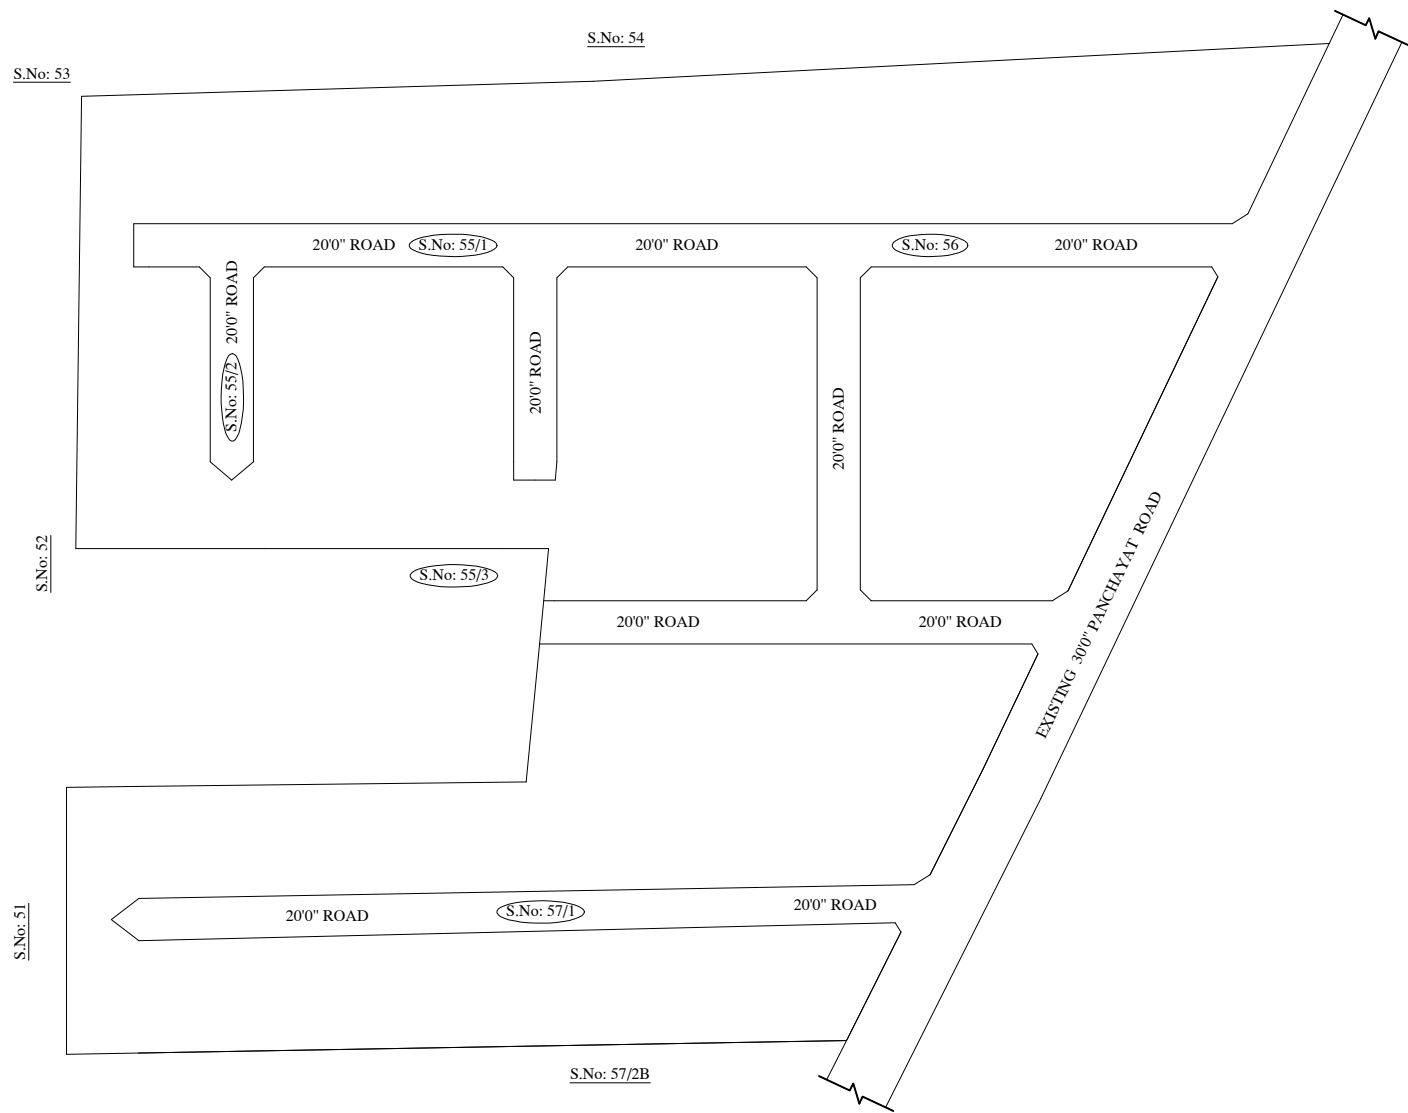 S.No: 54
S.No: 53
20'0" ROAD
S.No: 55/1
20'0" ROAD
S.No: 56
20'0" ROAD
20'0" ROAD
S.No: 55/2
20'0" ROAD
20'0" ROAD
EXISTING 30'0" PANCHAYAT ROAD
S.No: 52
S.No: 55/3
20'0" ROAD
20'0" ROAD
S.No: 51
20'0" ROAD
S.No: 57/1
20'0" ROAD
S.No: 57/2B